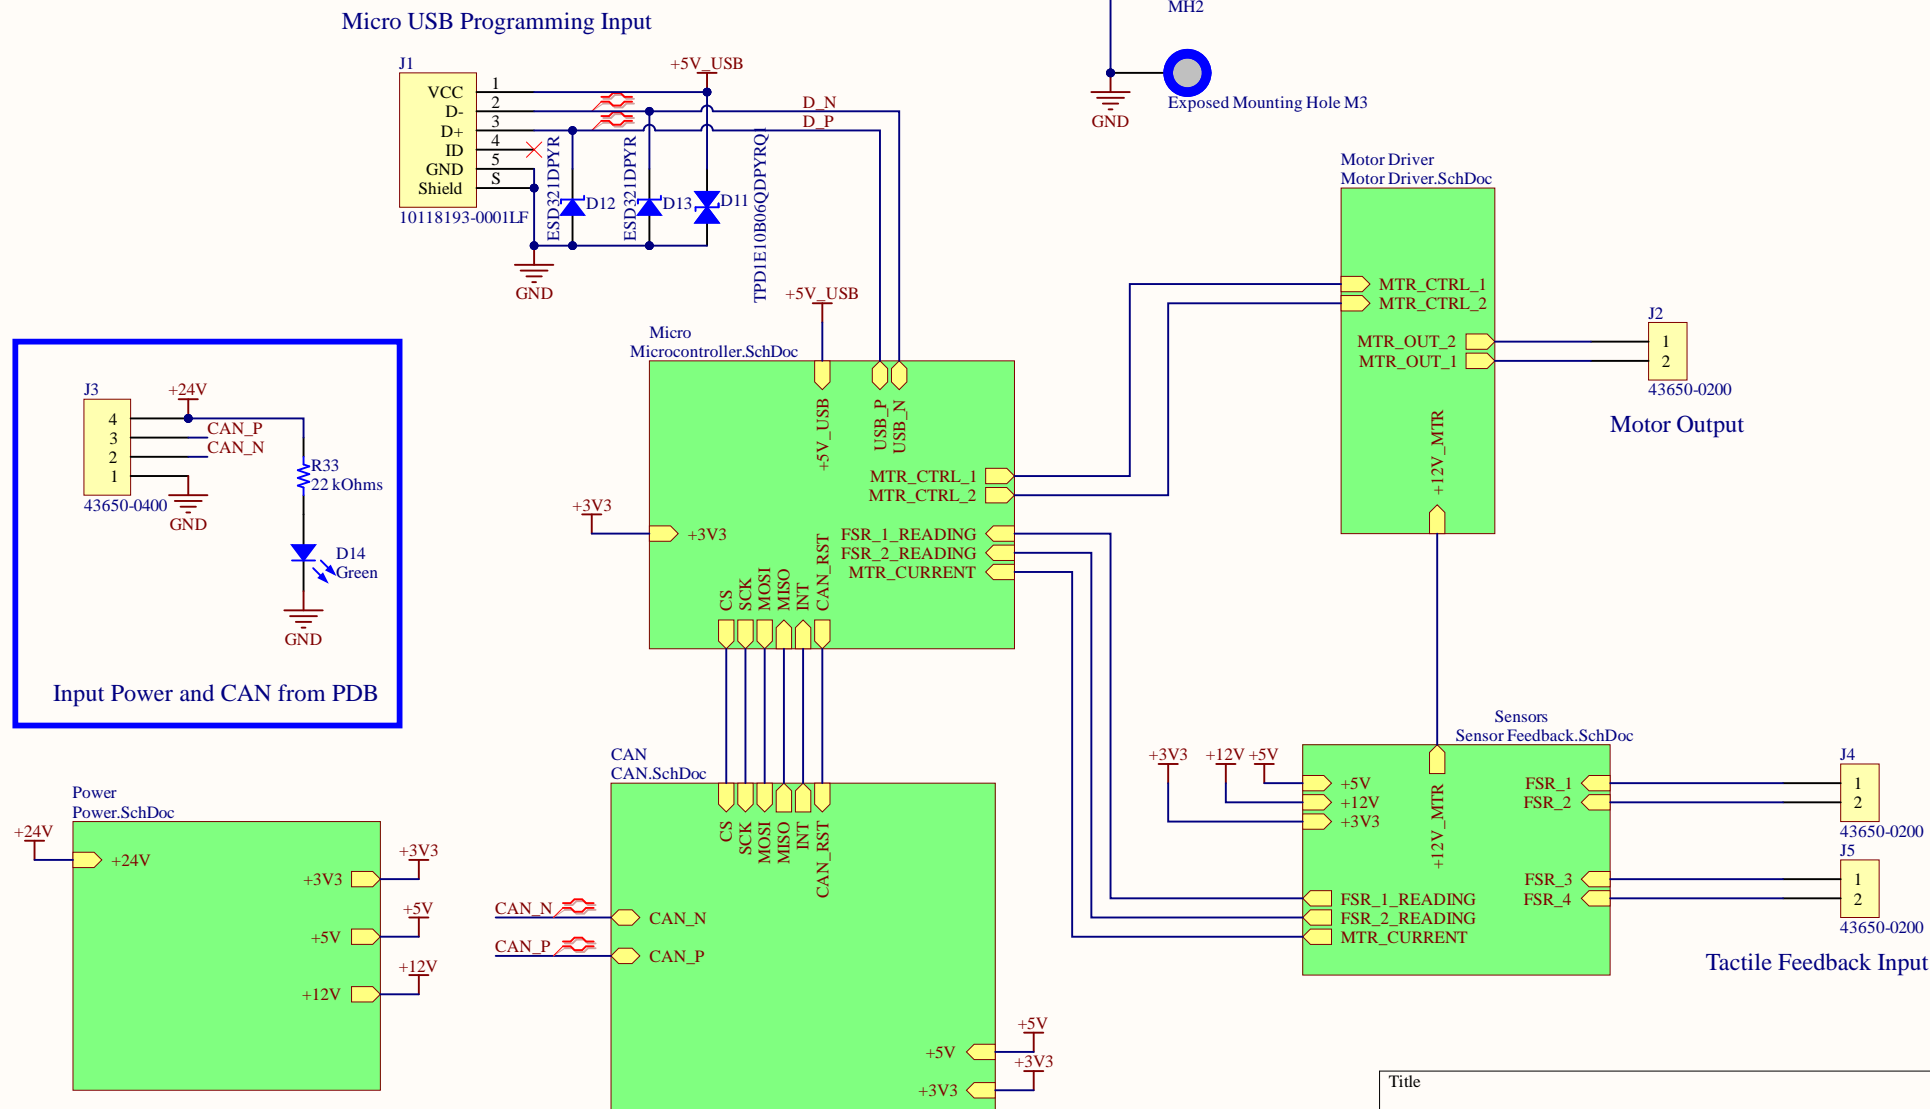 Micro USB Programming Input
MH2
Exposed Mounting Hole M3
GND
J1
VCC 1
D- 2
D+ 3
ID 4
GND 5
Shield S
10118193-0001LF
+5V_USB
D_N
D_P
ESD321DPYR
D12
ESD321DPYR
D13
D11
TPD1E10B06QDPYRQ1
GND
+5V_USB
Micro
Microcontroller.SchDoc
+5V_USB
USB_P
USB_N
MTR_CTRL_1
MTR_CTRL_2
+3V3
+3V3
FSR_1_READING
FSR_2_READING
MTR_CURRENT
CS
SCK
MOSI
MISO
INT
CAN_RST
Motor Driver
Motor Driver.SchDoc
MTR_CTRL_1
MTR_CTRL_2
MTR_OUT_2
MTR_OUT_1
+12V_MTR
J2
1
2
43650-0200
Motor Output
J3
+24V
4
3
2
1
CAN_P
CAN_N
43650-0400
GND
R33
22 kOhms
D14
Green
GND
Input Power and CAN from PDB
Power
Power.SchDoc
+24V
+24V
+3V3
+3V3
+5V
+5V
+12V
+12V
CAN
CAN.SchDoc
CS
SCK
MOSI
MISO
INT
CAN_RST
CAN_N
CAN_N
CAN_P
CAN_P
+5V
+5V
+3V3
+3V3
Sensors
Sensor Feedback.SchDoc
+3V3
+12V
+5V
+5V
+12V
+3V3
+12V_MTR
FSR_1
FSR_2
FSR_3
FSR_4
FSR_1_READING
FSR_2_READING
MTR_CURRENT
J4
1
2
43650-0200
J5
1
2
43650-0200
Tactile Feedback Input
Title